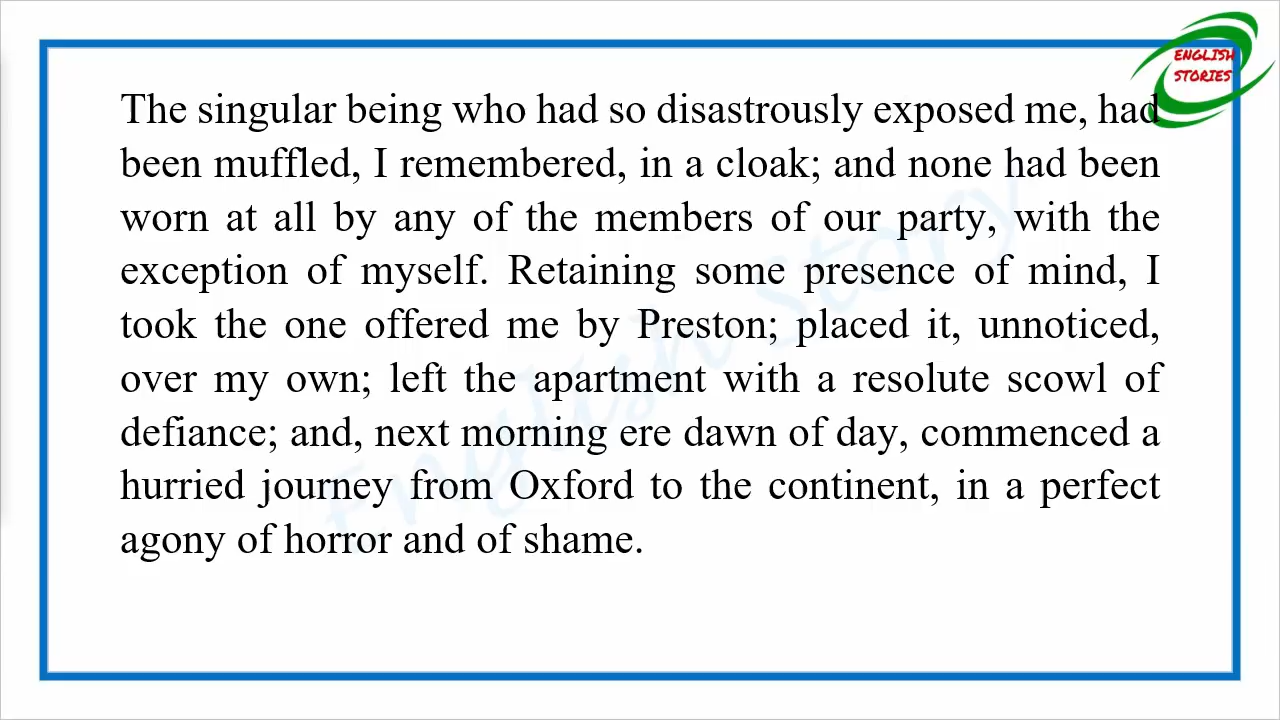 ENGLISH
STORIES
The singular being who had so disastrously exposed me, had
been muffled, I remembered, in a cloak; and none had been
worn at all by any of the members of our party, with the
exception of myself. Retaining some presence of mind, I
took the one offered me by Preston; placed it, unnoticed,
over my own; left the apartment with a resolute scowl of
defiance; and, next morning ere dawn of day, commenced a
hurried journey from Oxford to the continent, in a perfect
agony of horror and of shame.
English Story